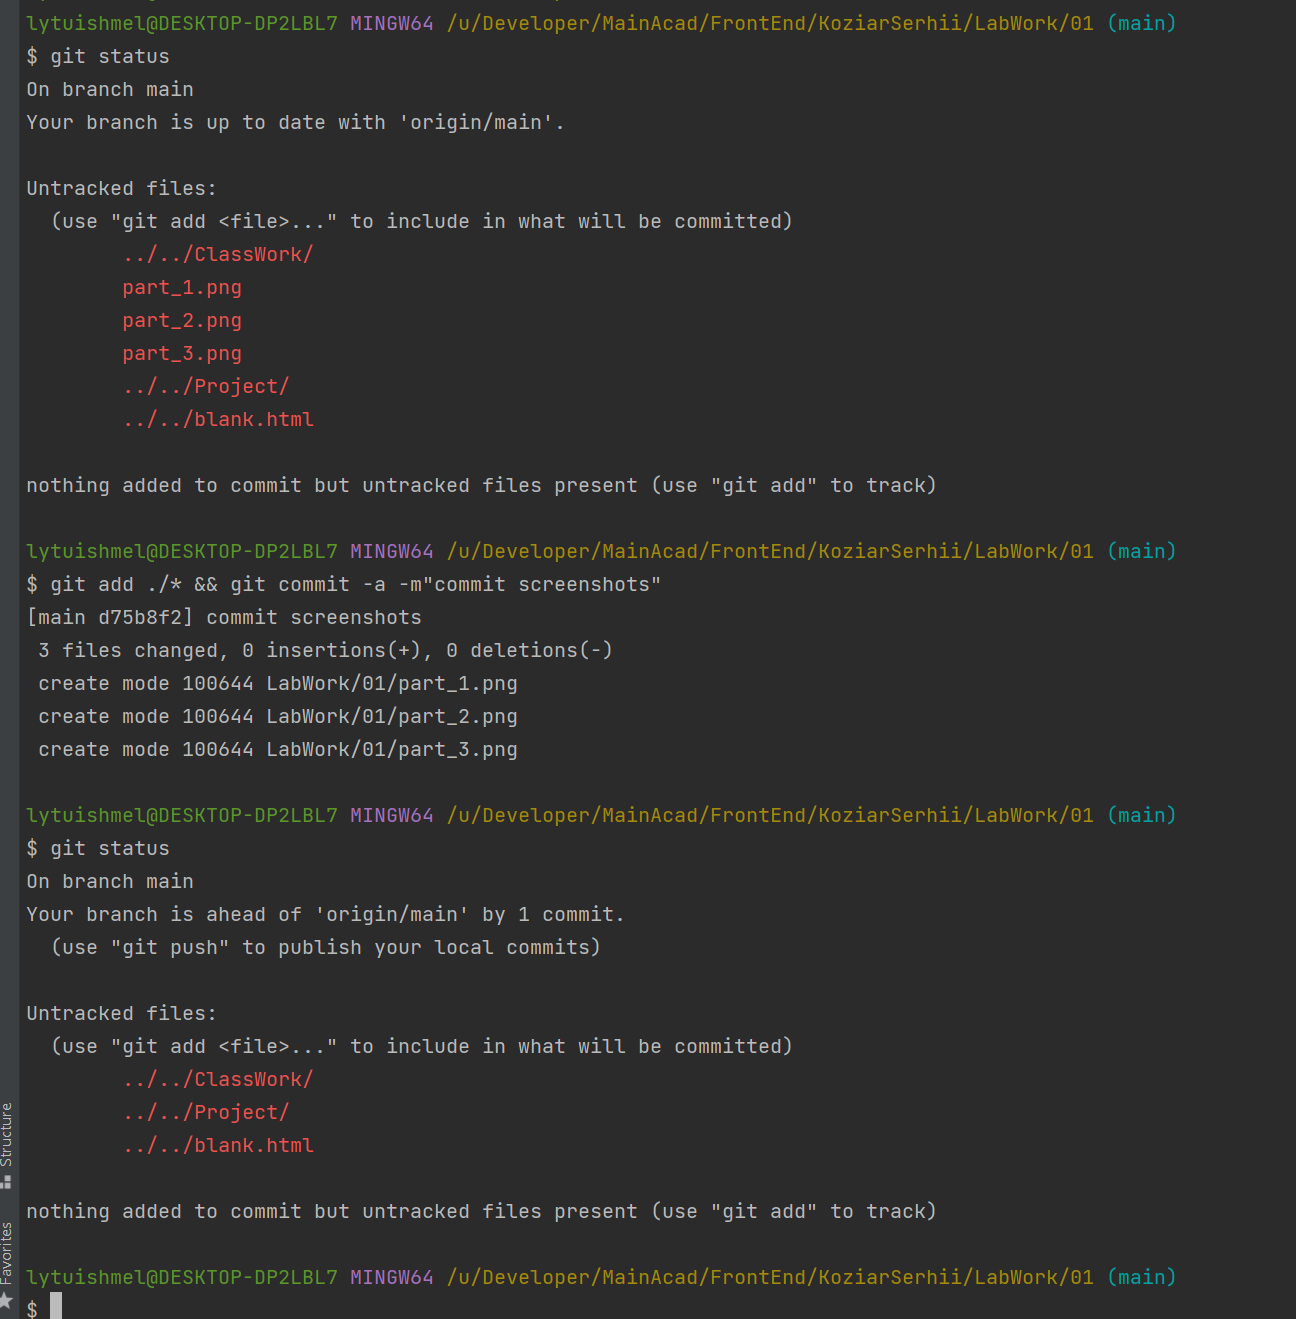 lytuishmel@DESKTOP-DP2LBL7 MINGW64 /u/Developer/MainAcad/FrontEnd/KoziarSerhii/LabWork/01 (main)
$ git status
On branch main
Your branch is up to date with 'origin/main'.
Untracked files:
  (use "git add <file>..." to include in what will be committed)
        ../../ClassWork/
        part_1.png
        part_2.png
        part_3.png
        ../../Project/
        ../../blank.html
nothing added to commit but untracked files present (use "git add" to track)
lytuishmel@DESKTOP-DP2LBL7 MINGW64 /u/Developer/MainAcad/FrontEnd/KoziarSerhii/LabWork/01 (main)
$ git add ./* && git commit -a -m"commit screenshots"
[main d75b8f2] commit screenshots
 3 files changed, 0 insertions(+), 0 deletions(-)
 create mode 100644 LabWork/01/part_1.png
 create mode 100644 LabWork/01/part_2.png
 create mode 100644 LabWork/01/part_3.png
lytuishmel@DESKTOP-DP2LBL7 MINGW64 /u/Developer/MainAcad/FrontEnd/KoziarSerhii/LabWork/01 (main)
$ git status
On branch main
Your branch is ahead of 'origin/main' by 1 commit.
  (use "git push" to publish your local commits)
Untracked files:
  (use "git add <file>..." to include in what will be committed)
        ../../ClassWork/
        ../../Project/
        ../../blank.html
nothing added to commit but untracked files present (use "git add" to track)
lytuishmel@DESKTOP-DP2LBL7 MINGW64 /u/Developer/MainAcad/FrontEnd/KoziarSerhii/LabWork/01 (main)
$
Structure
Favorites